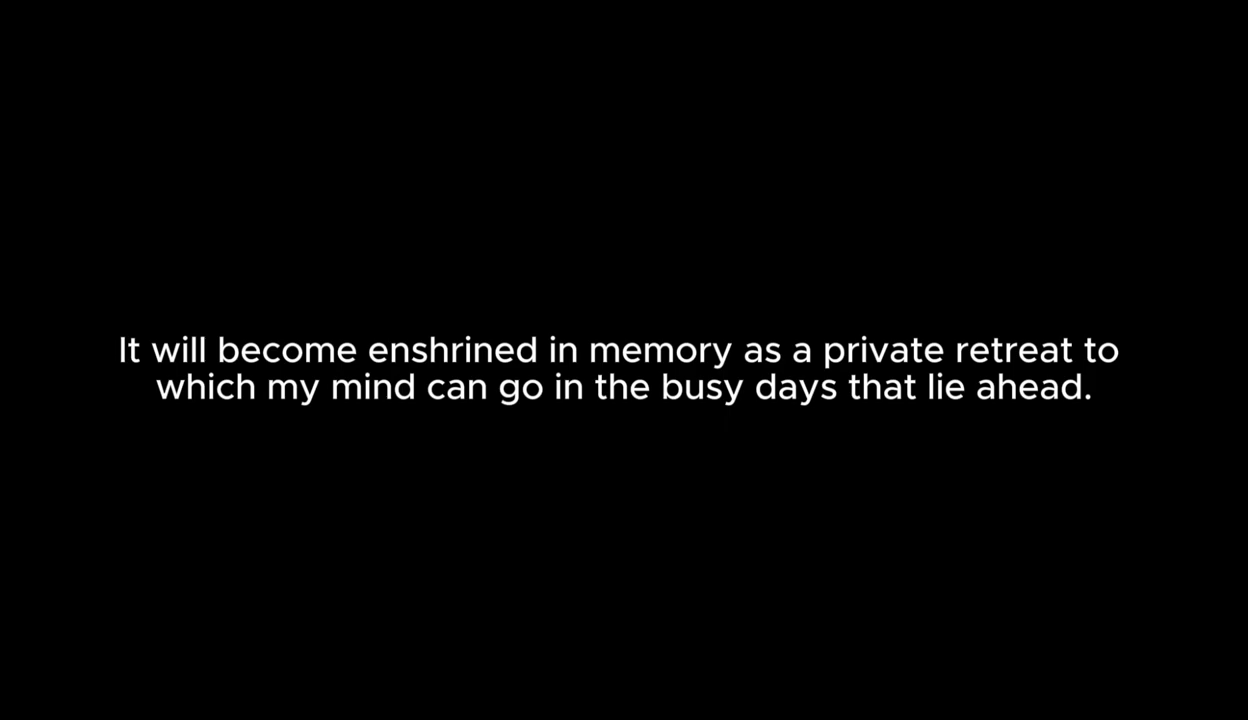 It will become enshrined in memory as a private retreat to
which my mind can go in the busy days that lie ahead.